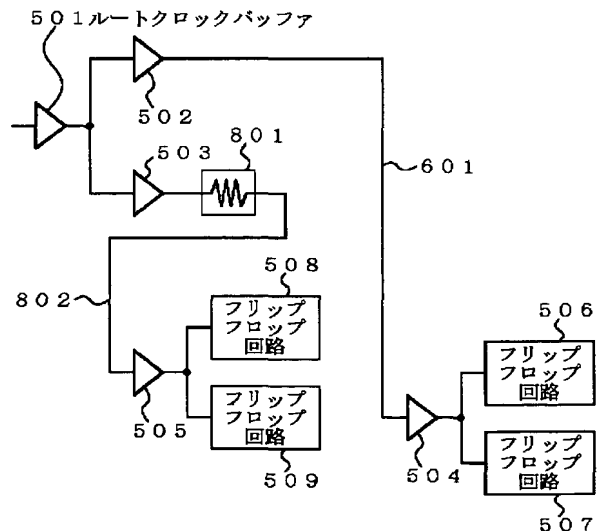 501ルートクロックバッファ
502
503
801
601
802
508
フリップ
フロップ
回路
505
フリップ
フロップ
回路
509
506
フリップ
フロップ
回路
504
フリップ
フロップ
回路
507